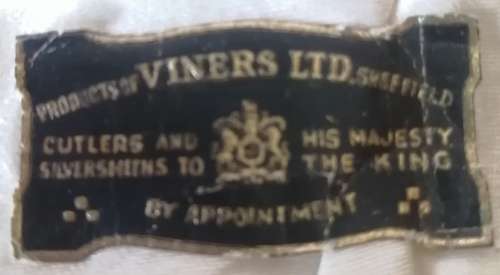 PRODUCTS OF VINERS LTD. SHEFFIELD
CUTLERS AND HIS MAJESTY
SILVERSMITHS TO THE KING
BY APPOINTMENT